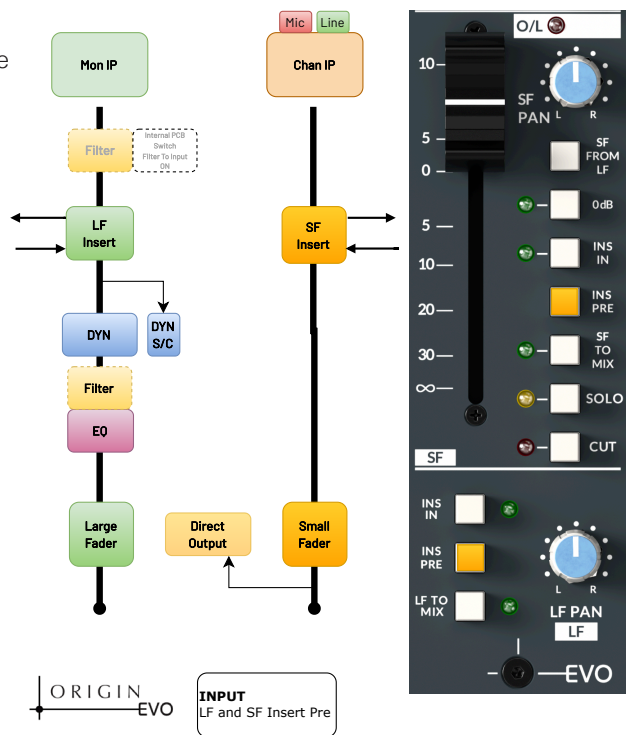 e
Mic
Line
Mon IP
Chan IP
Filter
Internal PCB
Switch
Filter To Input
ON
LF
Insert
SF
Insert
DYN
DYN
S/C
Filter
EQ
Large
Fader
Direct
Output
Small
Fader
ORIGIN
EVO
INPUT
LF and SF Insert Pre
O/L
10
5
0
5
10
20
30
∞
SF
PAN
L
R
SF
FROM
LF
0dB
INS
IN
INS
PRE
SF
TO
MIX
SOLO
CUT
SF
INS
IN
INS
PRE
LF TO
MIX
L
R
LF PAN
LF
EVO